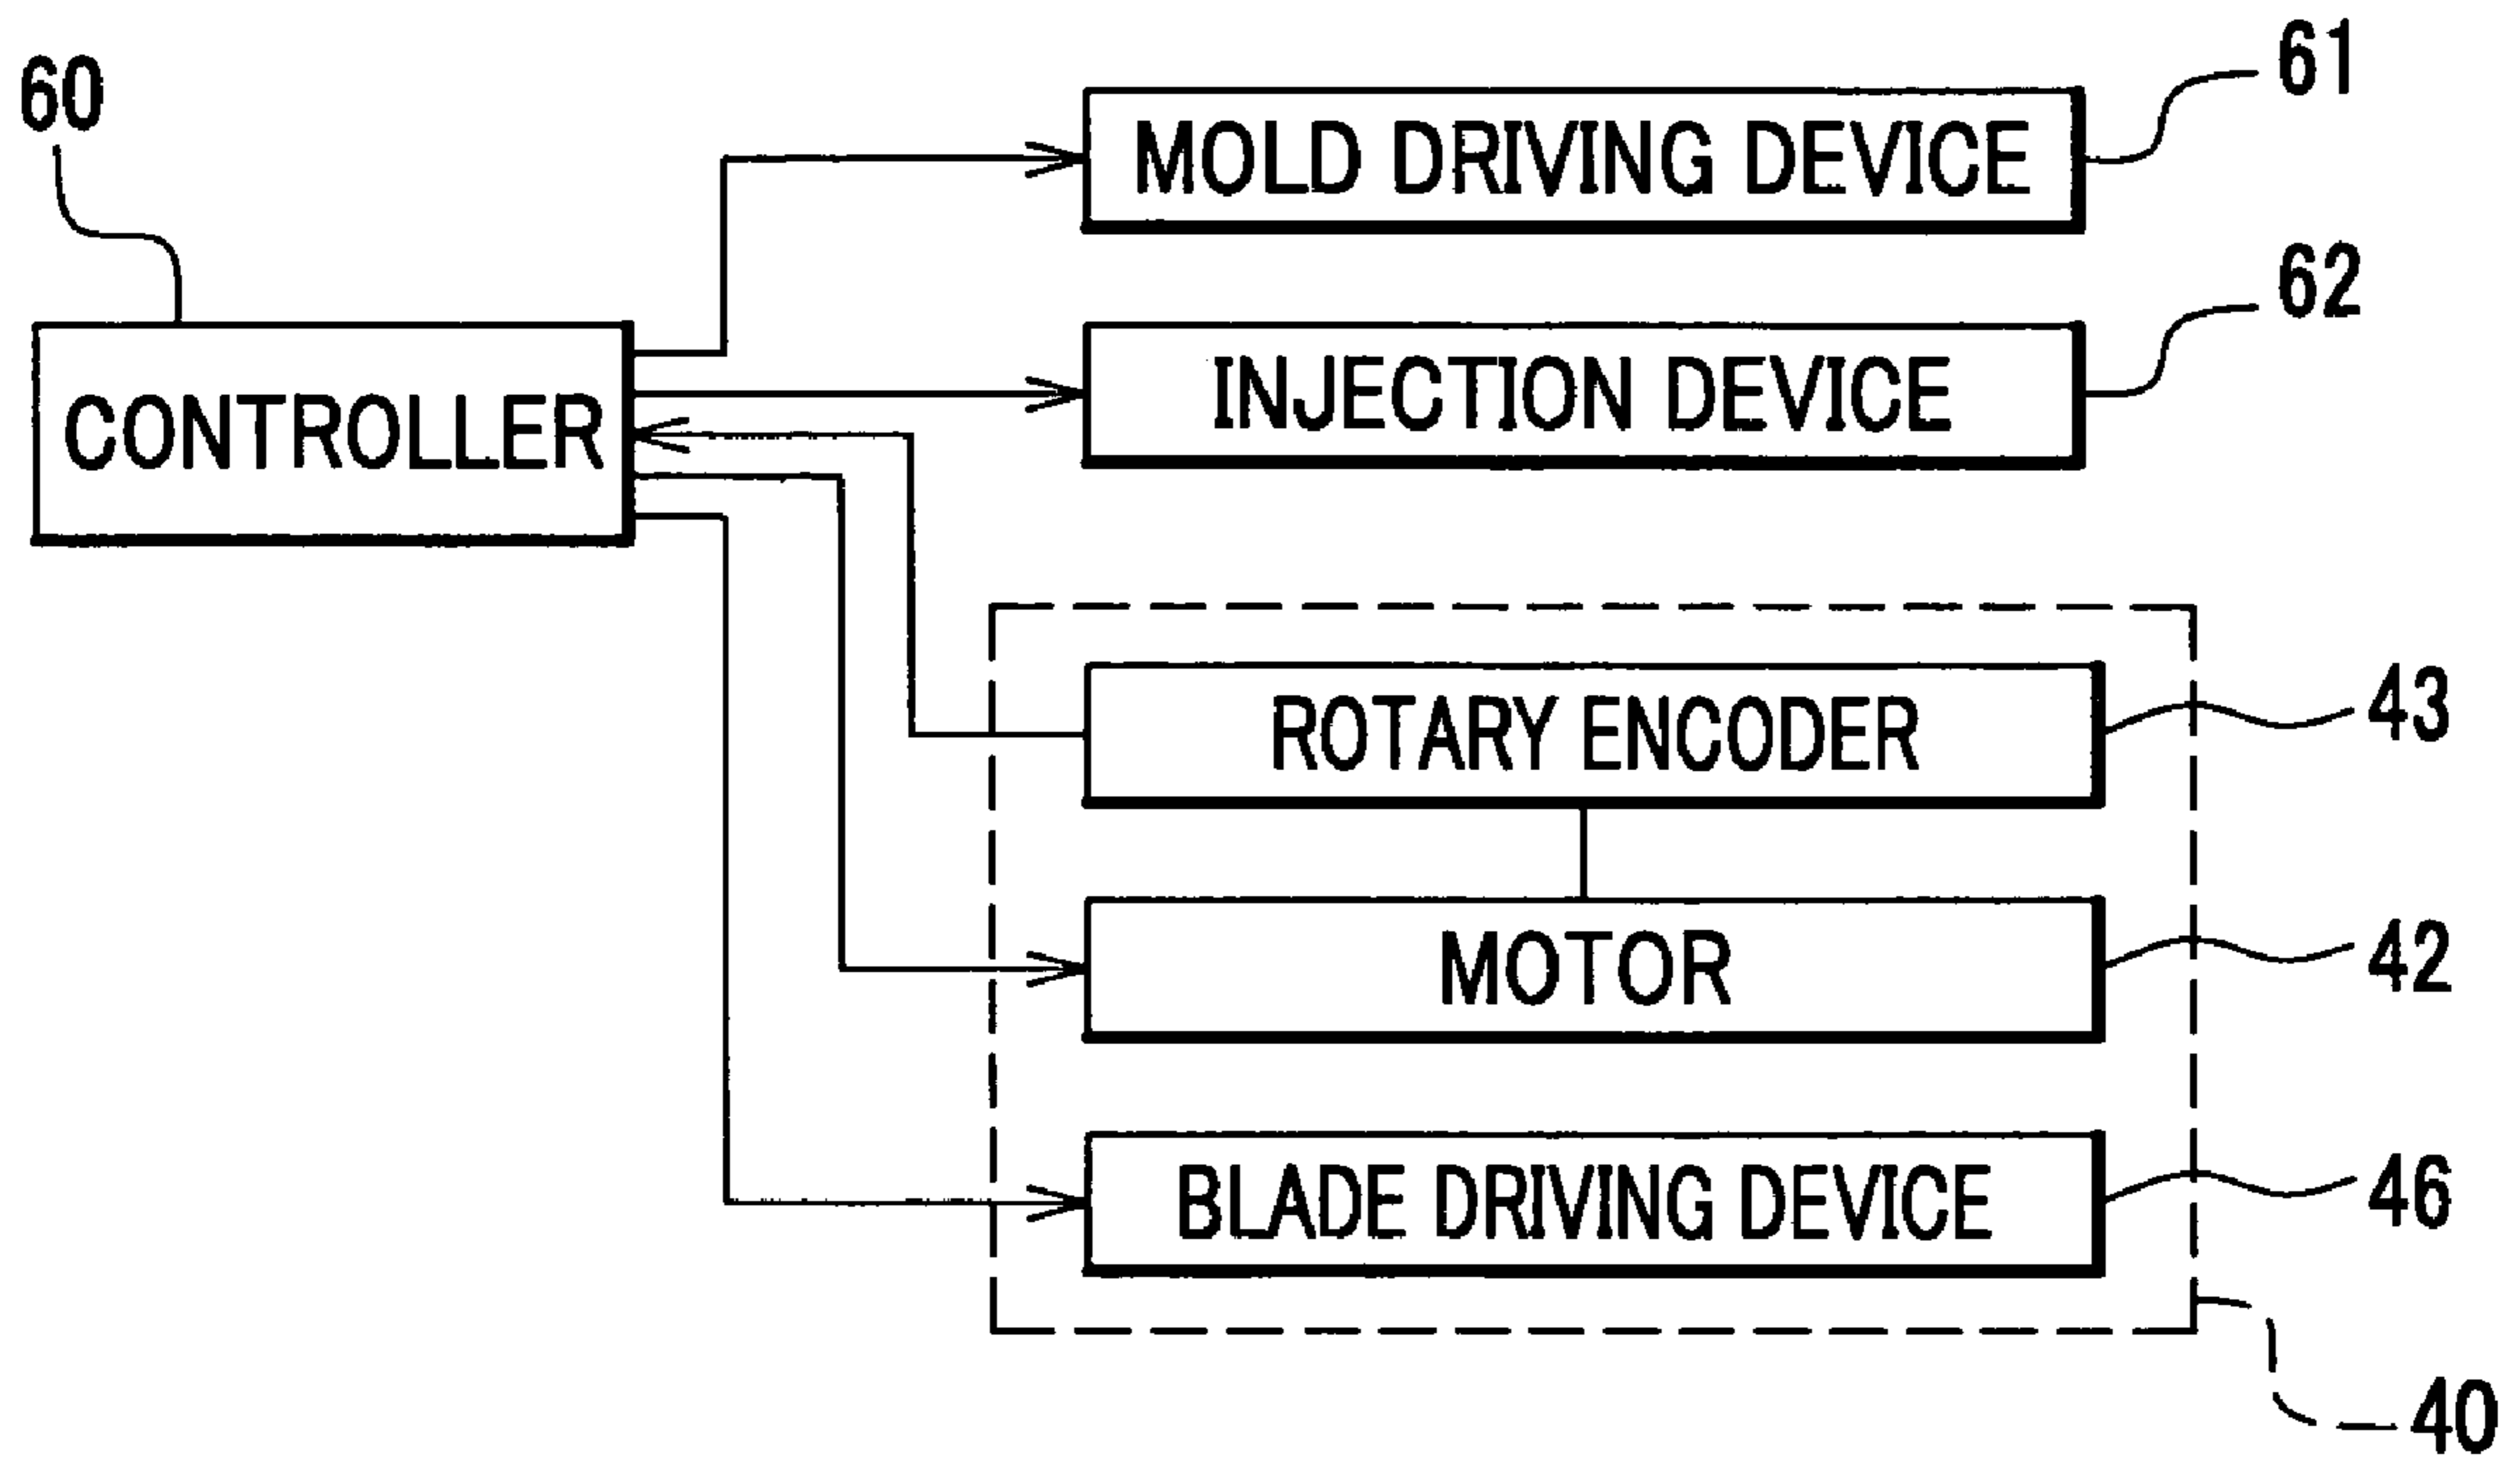 61
60
MOLD DRIVING DEVICE
62
CONTROLLER
INJECTION DEVICE
43
ROTARY ENCODER
42
MOTOR
46
BLADE DRIVING DEVICE
40